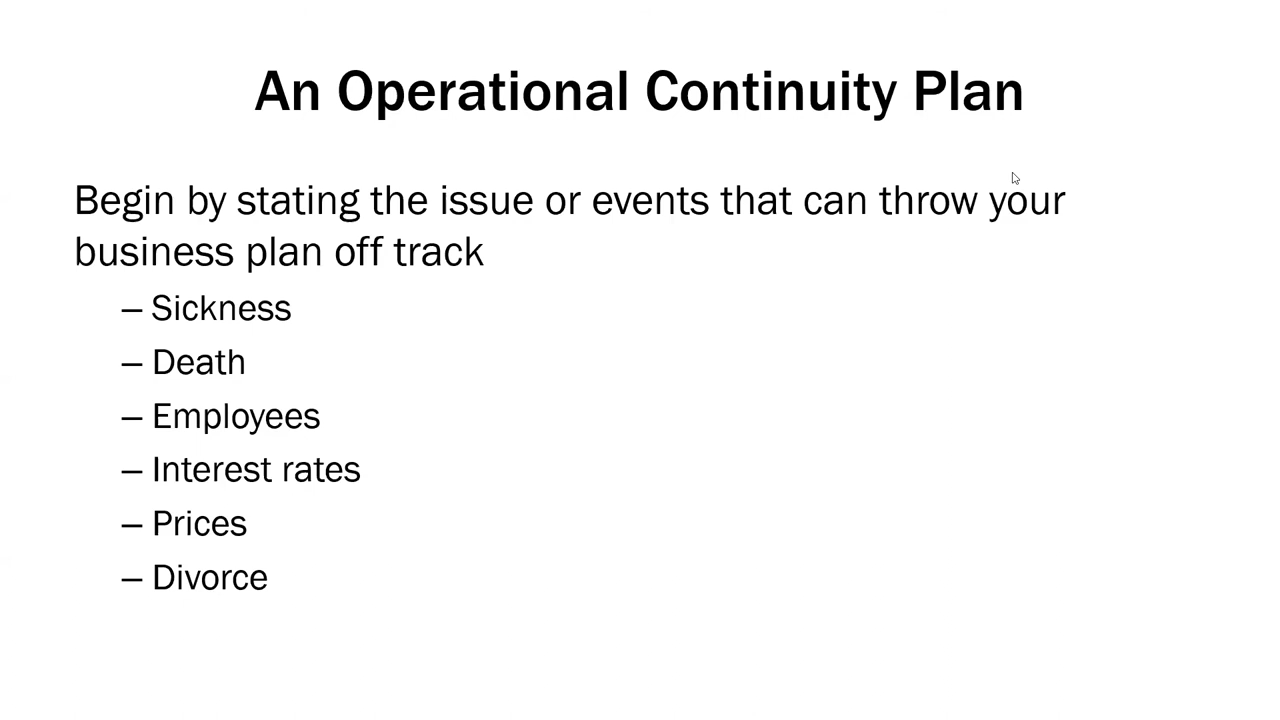 An Operational Continuity Plan
Begin by stating the issue or events that can throw your
business plan off track
– Sickness
– Death
– Employees
– Interest rates
– Prices
– Divorce